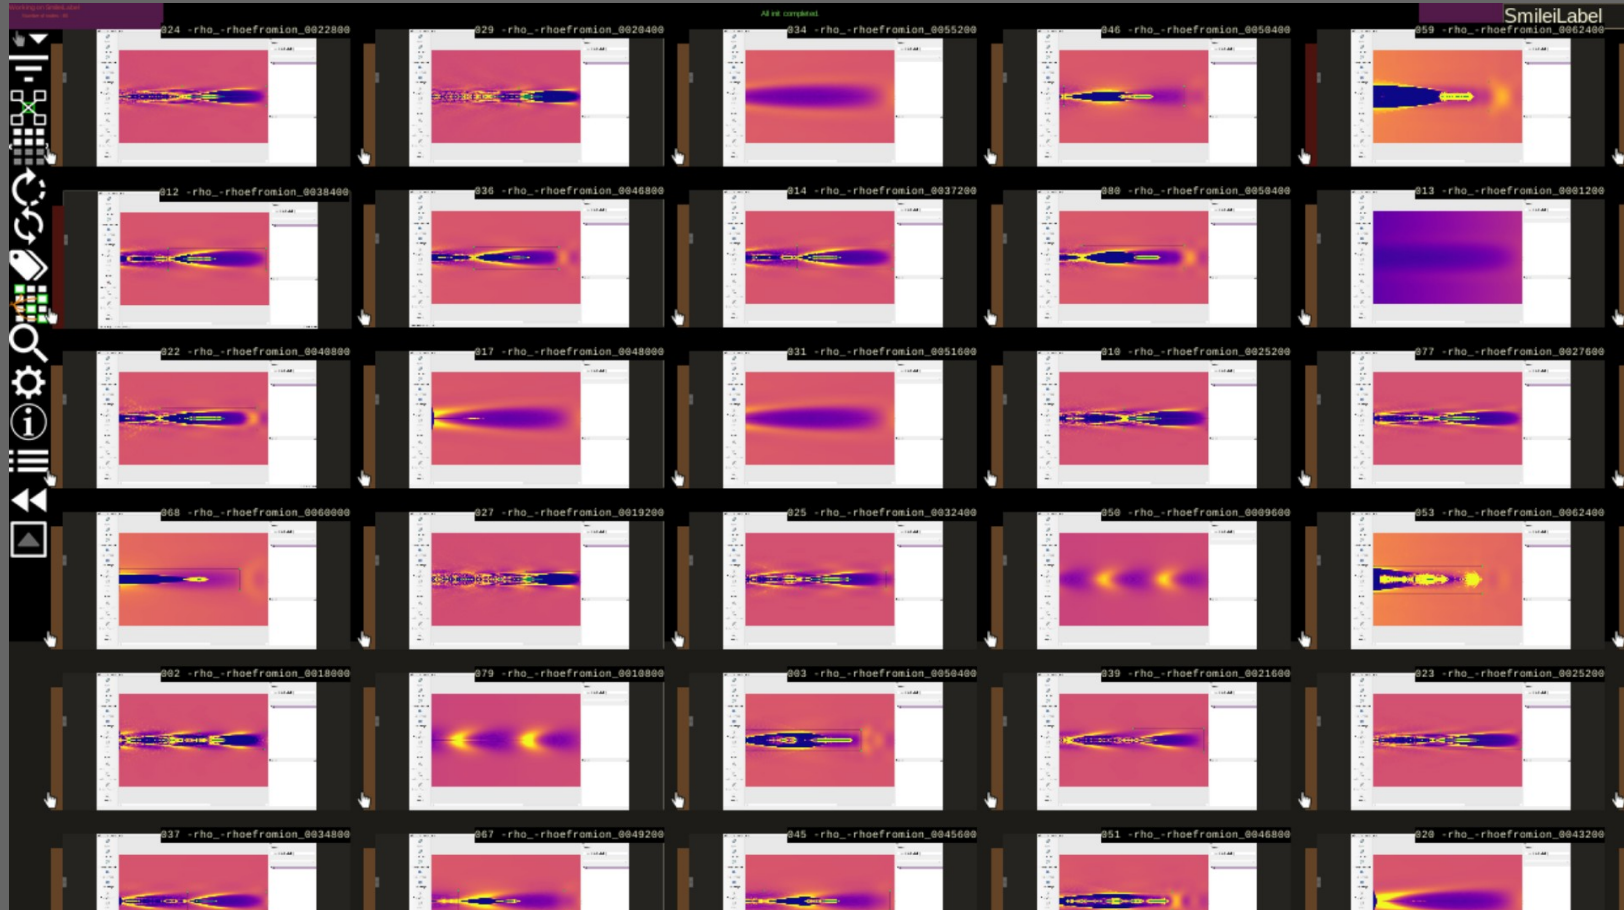 Working on SmileiLabel
All init completed.
SmileiLabel
024 -rho_-rhoefromion_0022800
029 -rho_-rhoefromion_0020400
034 -rho_-rhoefromion_0055200
046 -rho_-rhoefromion_0050400
059 -rho_-rhoefromion_0062400
012 -rho_-rhoefromion_0038400
036 -rho_-rhoefromion_0046800
014 -rho_-rhoefromion_0037200
080 -rho_-rhoefromion_0050400
013 -rho_-rhoefromion_0001200
022 -rho_-rhoefromion_0040800
017 -rho_-rhoefromion_0048000
031 -rho_-rhoefromion_0051600
010 -rho_-rhoefromion_0025200
077 -rho_-rhoefromion_0027600
068 -rho_-rhoefromion_0060000
027 -rho_-rhoefromion_0019200
025 -rho_-rhoefromion_0032400
050 -rho_-rhoefromion_0009600
053 -rho_-rhoefromion_0062400
002 -rho_-rhoefromion_0018000
079 -rho_-rhoefromion_0010800
003 -rho_-rhoefromion_0050400
039 -rho_-rhoefromion_0021600
023 -rho_-rhoefromion_0025200
037 -rho_-rhoefromion_0034800
067 -rho_-rhoefromion_0049200
045 -rho_-rhoefromion_0045600
051 -rho_-rhoefromion_0046800
020 -rho_-rhoefromion_0043200